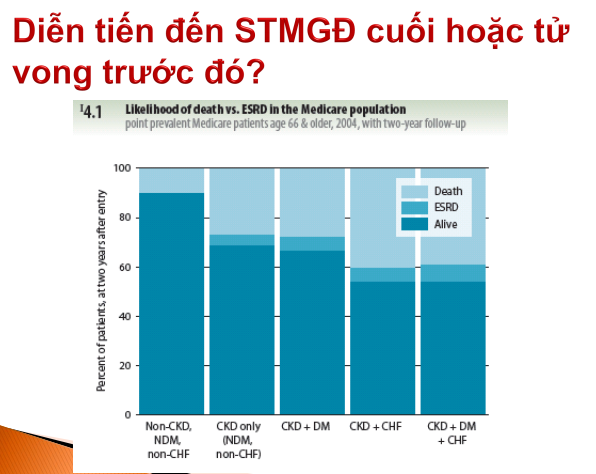 Diễn tiến đến STMGĐ cuối hoặc tử
vong trước đó?
I4.1 Likelihood of death vs. ESRD in the Medicare population
point prevalent Medicare patients age 66 & older, 2004, with two-year follow-up
Percent of patients, at two years after entry
100
80
60
40
20
0
Death
ESRD
Alive
Non-CKD,
NDM,
non-CHF
CKD only
(NDM,
non-CHF)
CKD + DM
CKD + CHF
CKD + DM
+ CHF